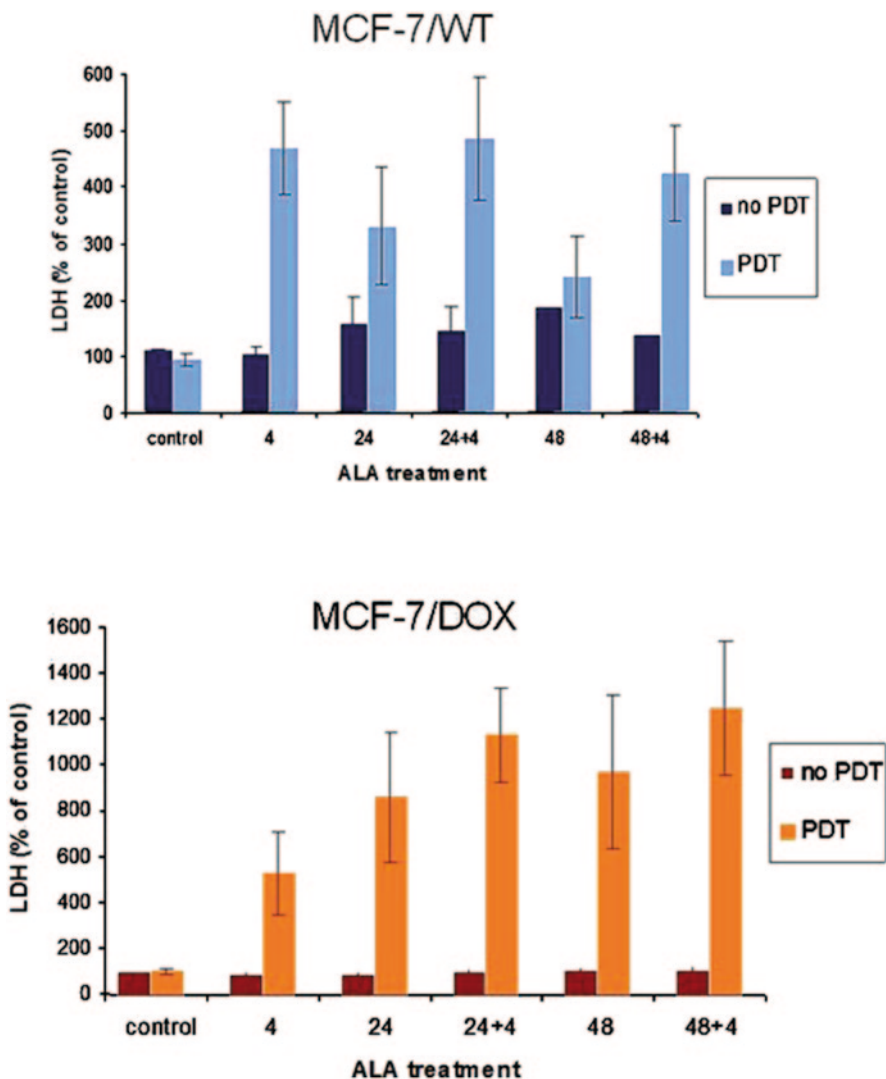 MCF-7/WT
600
500
400
300
200
100
0
LDH (% of control)
control 4 24 24+4 48 48+4
ALA treatment
no PDT
PDT
MCF-7/DOX
1600
1400
1200
1000
800
600
400
200
0
LDH (% of control)
control 4 24 24+4 48 48+4
ALA treatment
no PDT
PDT